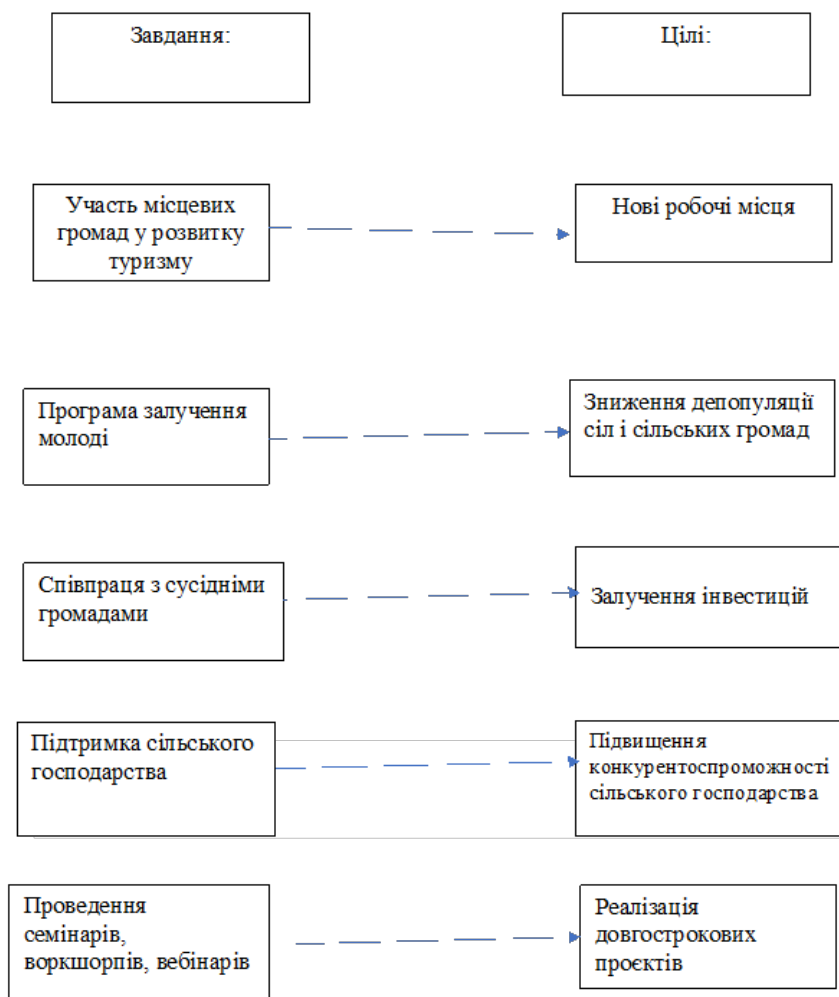 Завдання:
Цілі:
Участь місцевих
громад у розвитку
туризму
Нові робочі місця
Програма залучення
молоді
Зниження депопуляції
сіл і сільських громад
Співпраця з сусідніми
громадами
Залучення інвестицій
Підтримка сільського
господарства
Підвищення
конкурентоспроможності
сільського господарства
Проведення
семінарів,
воркшорпів, вебінарів
Реалізація
довгострокових
проєктів